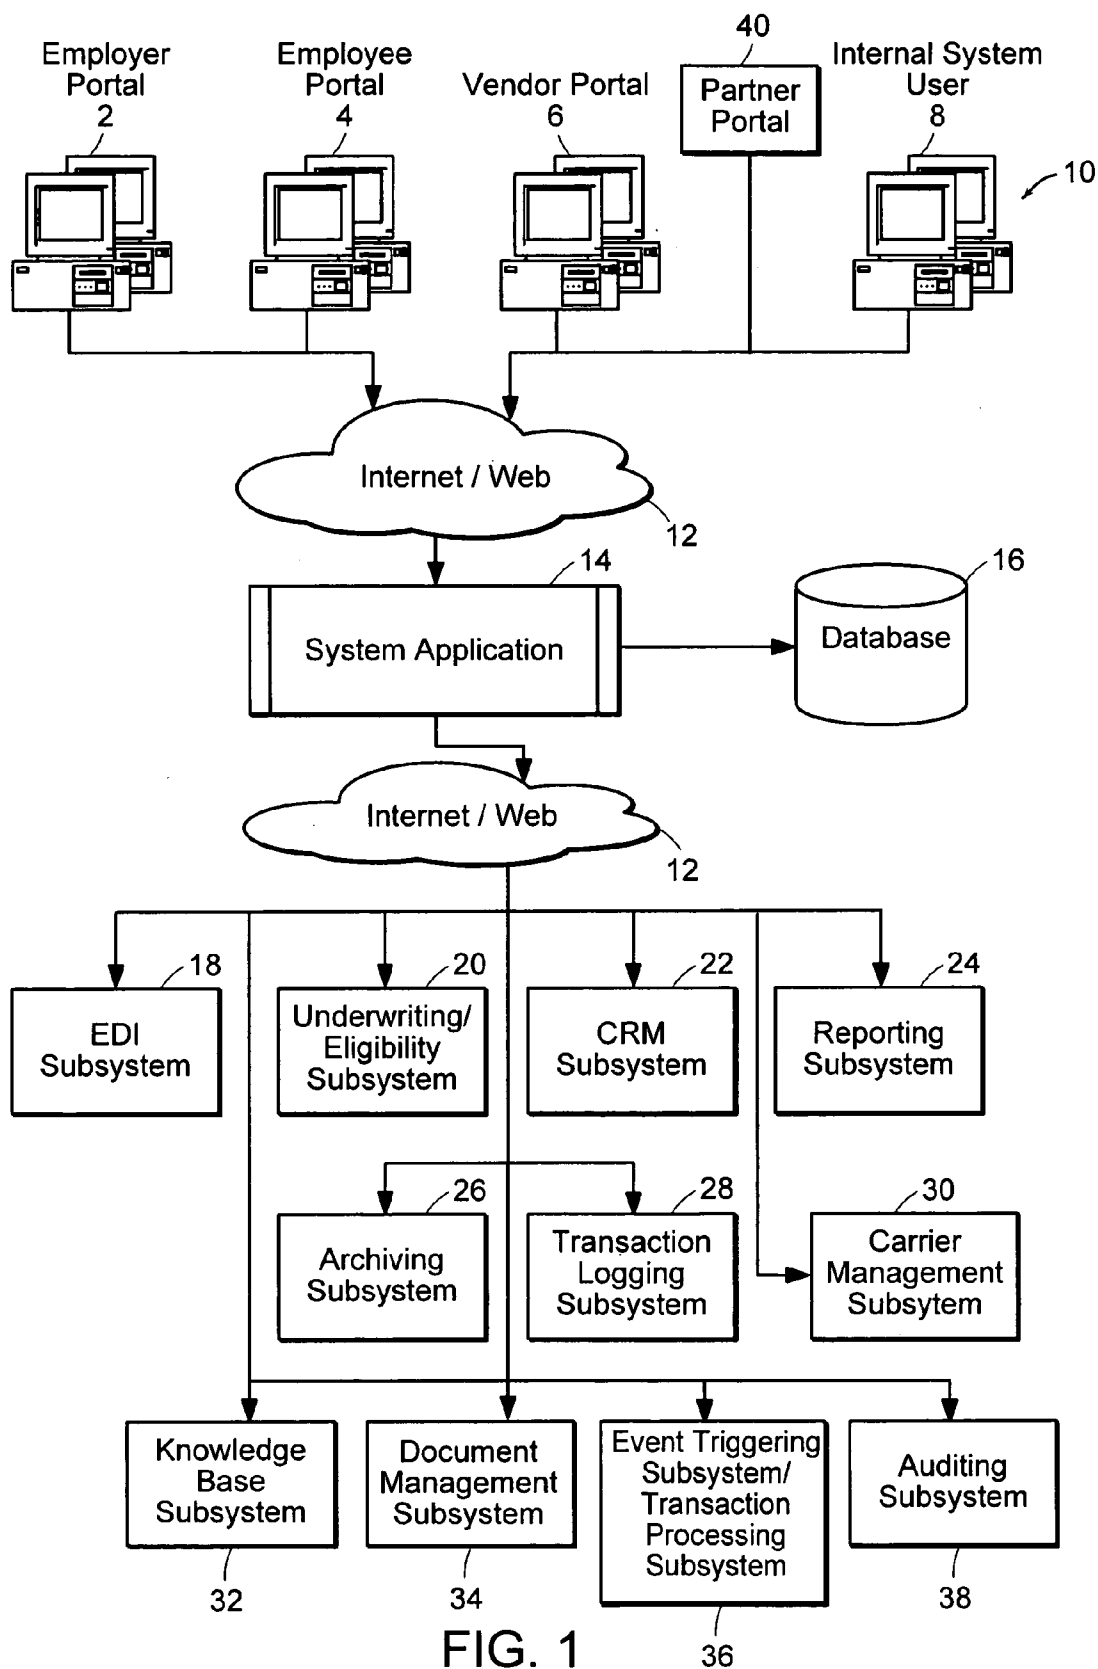 Employer
Portal
2
Employee
Portal
4
Vendor Portal
6
40
Partner
Portal
Internal System
User
8
10
Internet / Web
12
14
System Application
16
Database
Internet / Web
12
18
EDI
Subsystem
20
Underwriting/
Eligibility
Subsystem
22
CRM
Subsystem
24
Reporting
Subsystem
26
Archiving
Subsystem
28
Transaction
Logging
Subsystem
30
Carrier
Management
Subsytem
Knowledge
Base
Subsystem
32
Document
Management
Subsystem
34
Event Triggering
Subsystem/
Transaction
Processing
Subsystem
36
Auditing
Subsystem
38
FIG. 1